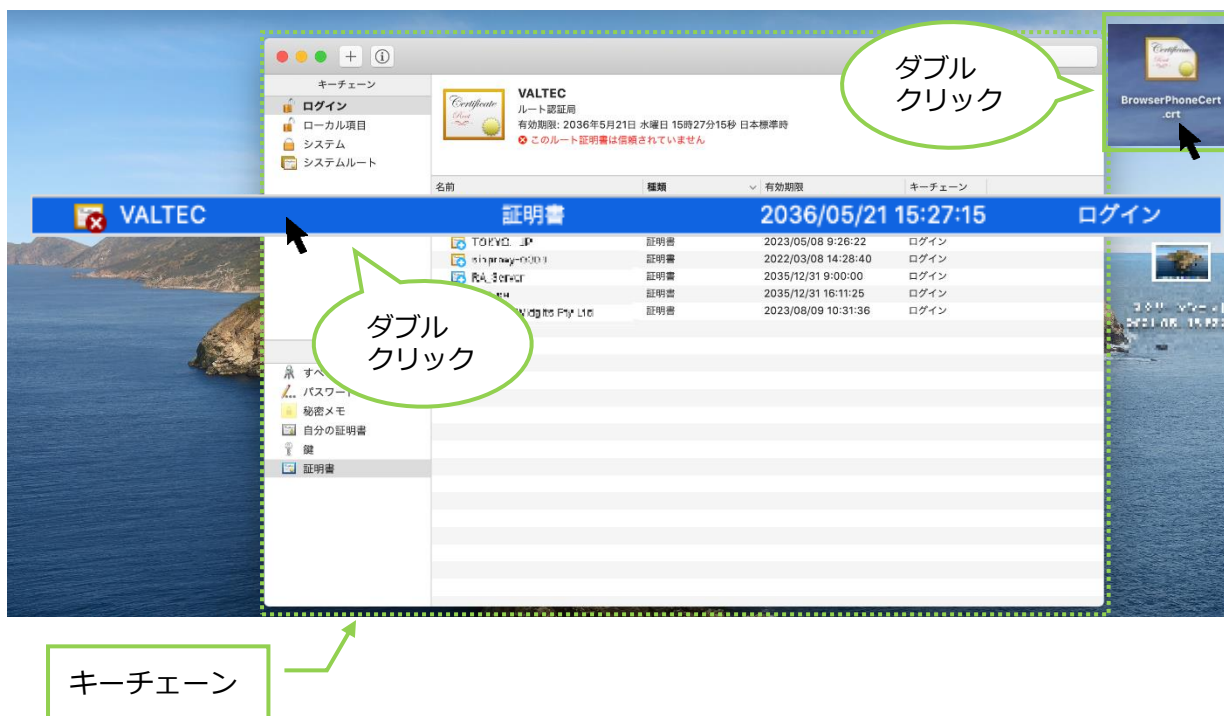 ダブル
クリック
BrowserPhoneCert
.crt
キーチェーン
ログイン
ローカル項目
システム
システムルート
Certificate
Root
VALTEC
ルート認証局
有効期限: 2036年5月21日 水曜日 15時27分15秒 日本標準時
このルート証明書は信頼されていません
名前 種類 有効期限 キーチェーン
VALTEC 証明書 2036/05/21 15:27:15 ログイン
証明書 2023/05/08 9:26:22 ログイン
証明書 2022/03/08 14:28:40 ログイン
RA_Server 証明書 2035/12/31 9:00:00 ログイン
証明書 2035/12/31 16:11:25 ログイン
Widgits Pty Ltd 証明書 2023/08/09 10:31:36 ログイン
ダブル
クリック
すべ
パスワード
秘密メモ
自分の証明書
鍵
証明書
キーチェーン